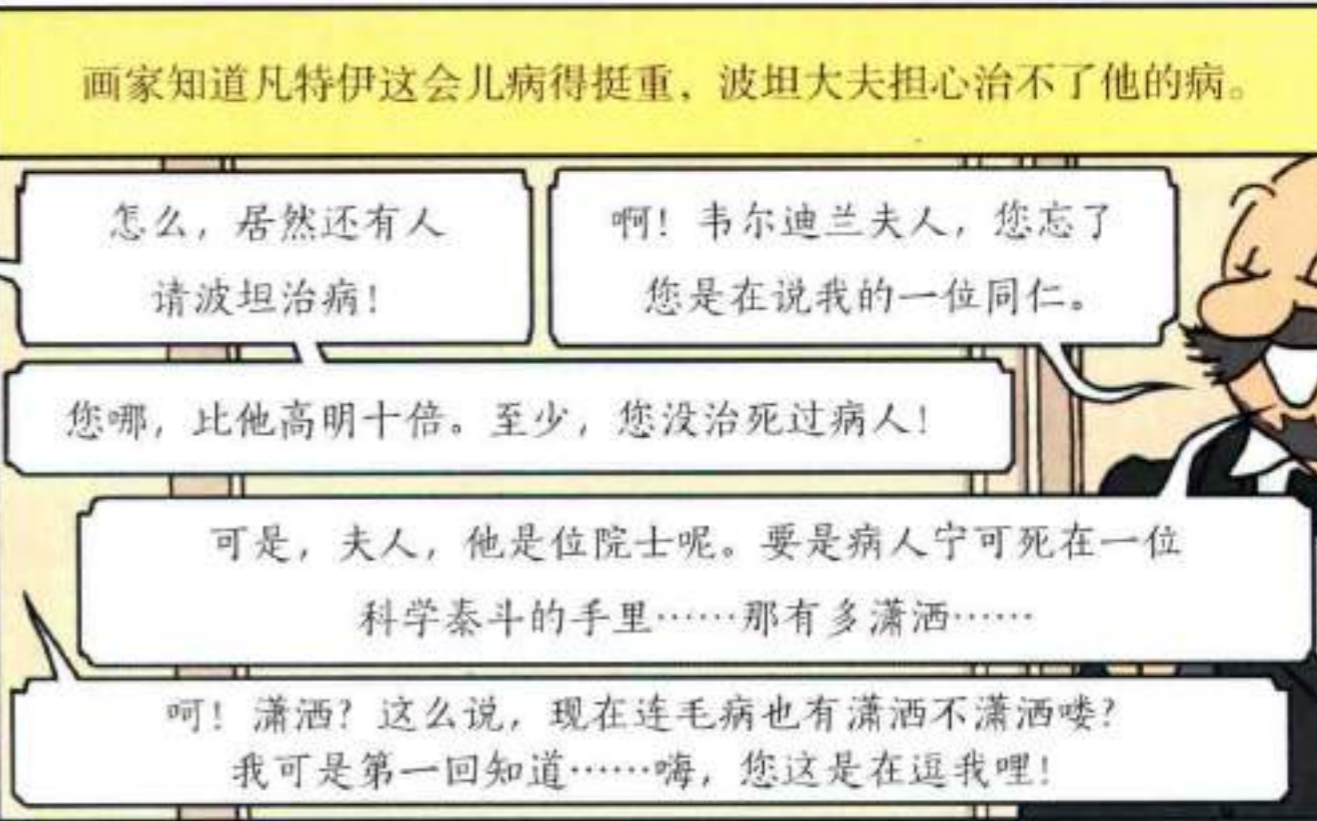 画家知道凡特伊这会儿病得挺重，波坦大夫担心治不了他的病。
怎么，居然还有人
请波坦治病！
啊！韦尔迪兰夫人，您忘了
您是在说我的一位同仁。
您哪，比他高明十倍。至少，您没治死过病人！
可是，夫人，他是位院士呢。要是病人宁可死在一位
科学泰斗的手里……那有多潇洒……
呵！潇洒？这么说，现在连毛病也有潇洒不潇洒喽？
我可是第一回知道……嗨，您这是在逗我哩！